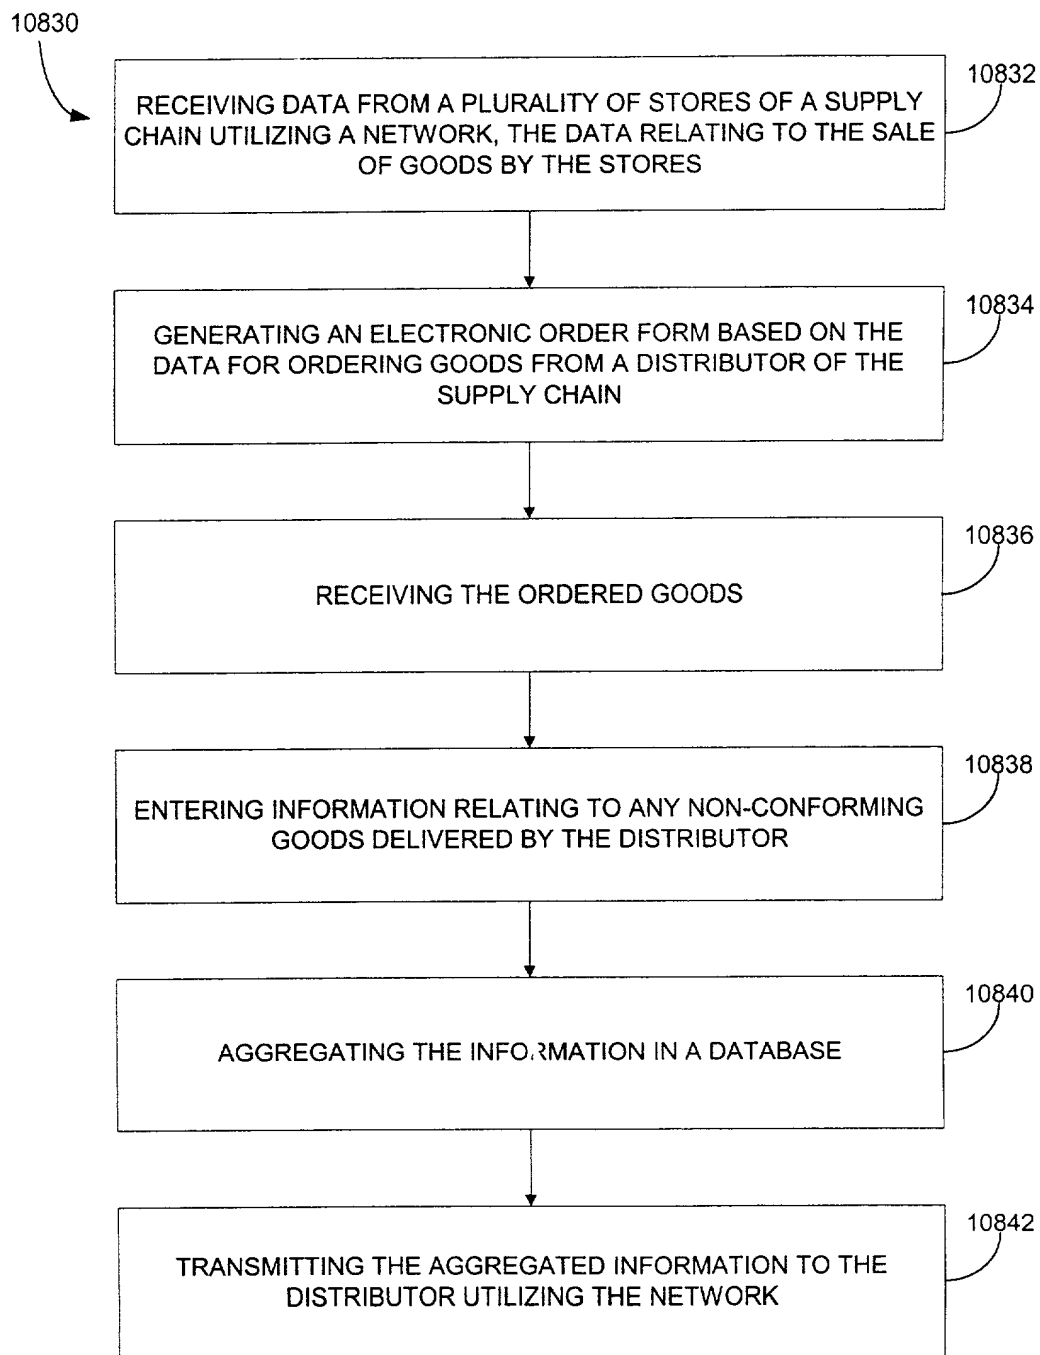 10830
10832
RECEIVING DATA FROM A PLURALITY OF STORES OF A SUPPLY
CHAIN UTILIZING A NETWORK, THE DATA RELATING TO THE SALE
OF GOODS BY THE STORES
10834
GENERATING AN ELECTRONIC ORDER FORM BASED ON THE
DATA FOR ORDERING GOODS FROM A DISTRIBUTOR OF THE
SUPPLY CHAIN
10836
RECEIVING THE ORDERED GOODS
10838
ENTERING INFORMATION RELATING TO ANY NON-CONFORMING
GOODS DELIVERED BY THE DISTRIBUTOR
10840
AGGREGATING THE INFORMATION IN A DATABASE
10842
TRANSMITTING THE AGGREGATED INFORMATION TO THE
DISTRIBUTOR UTILIZING THE NETWORK